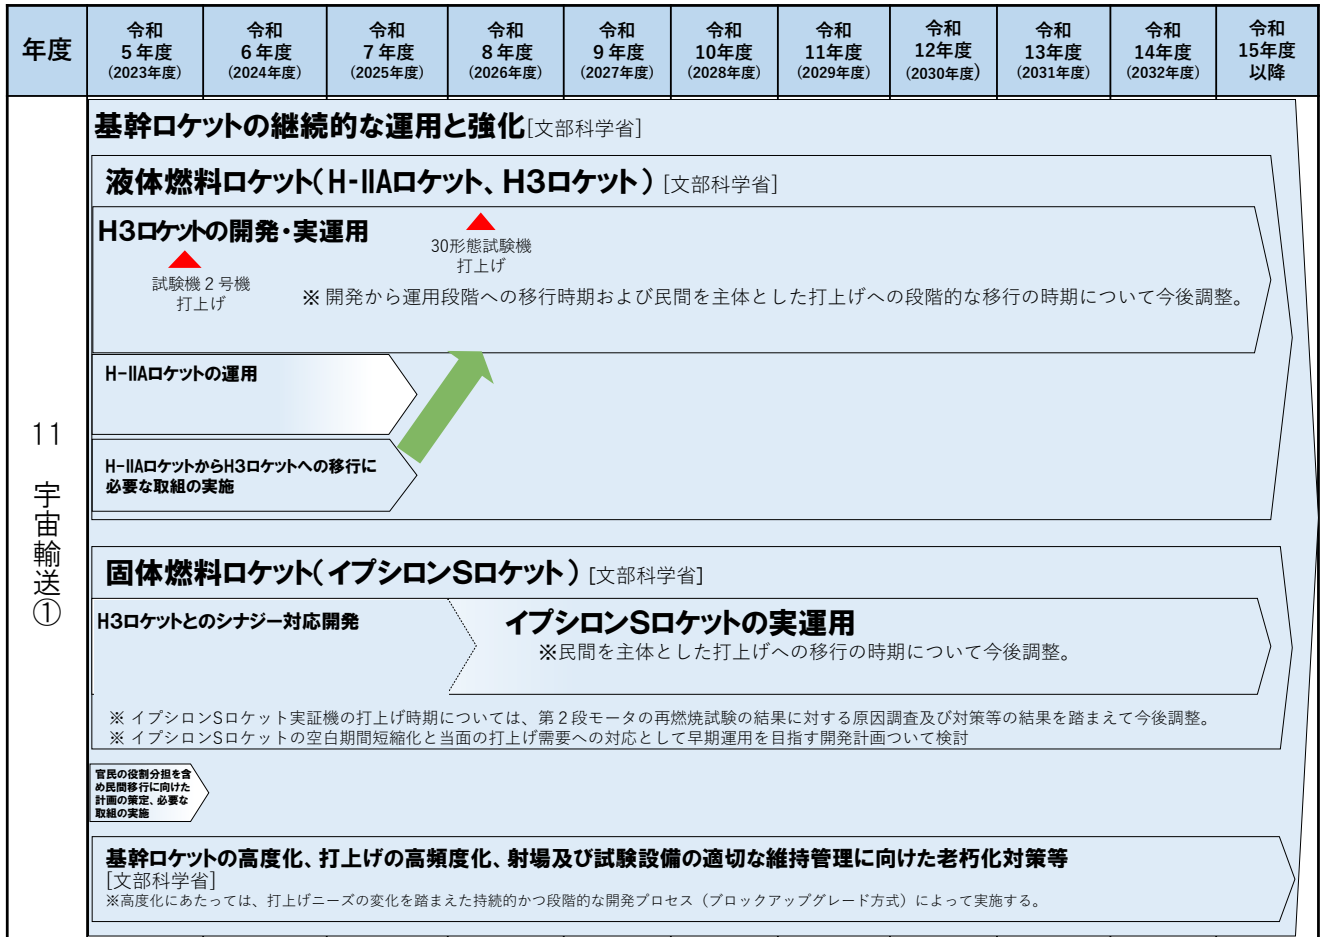 年度
令和
5年度
(2023年度)
令和
6年度
(2024年度)
令和
7年度
(2025年度)
令和
8年度
(2026年度)
令和
9年度
(2027年度)
令和
10年度
(2028年度)
令和
11年度
(2029年度)
令和
12年度
(2030年度)
令和
13年度
(2031年度)
令和
14年度
(2032年度)
令和
15年度
以降
11 宇宙輸送①
基幹ロケットの継続的な運用と強化[文部科学省]
液体燃料ロケット(H-IIAロケット、H3ロケット)[文部科学省]
H3ロケットの開発・実運用
試験機2号機
打上げ
30形態試験機
打上げ
※開発から運用段階への移行時期および民間を主体とした打上げへの段階的な移行の時期について今後調整。
H-IIAロケットの運用
H-IIAロケットからH3ロケットへの移行に
必要な取組の実施
固体燃料ロケット(イプシロンSロケット)[文部科学省]
H3ロケットとのシナジー対応開発
イプシロンSロケットの実運用
※民間を主体とした打上げへの移行の時期について今後調整。
※ イプシロンSロケット実証機の打上げ時期については、第2段モータの再燃焼試験の結果に対する原因調査及び対策等の結果を踏まえて今後調整。
※ イプシロンSロケットの空白期間短縮化と当面の打上げ需要への対応として早期運用を目指す開発計画ついて検討
官民の役割分担を含
め民間移行に向けた
計画の策定、必要な
取組の実施
基幹ロケットの高度化、打上げの高頻度化、射場及び試験設備の適切な維持管理に向けた老朽化対策等
[文部科学省]
※高度化にあたっては、打上げニーズの変化を踏まえた持続的かつ段階的な開発プロセス(ブロックアップグレード方式)によって実施する。